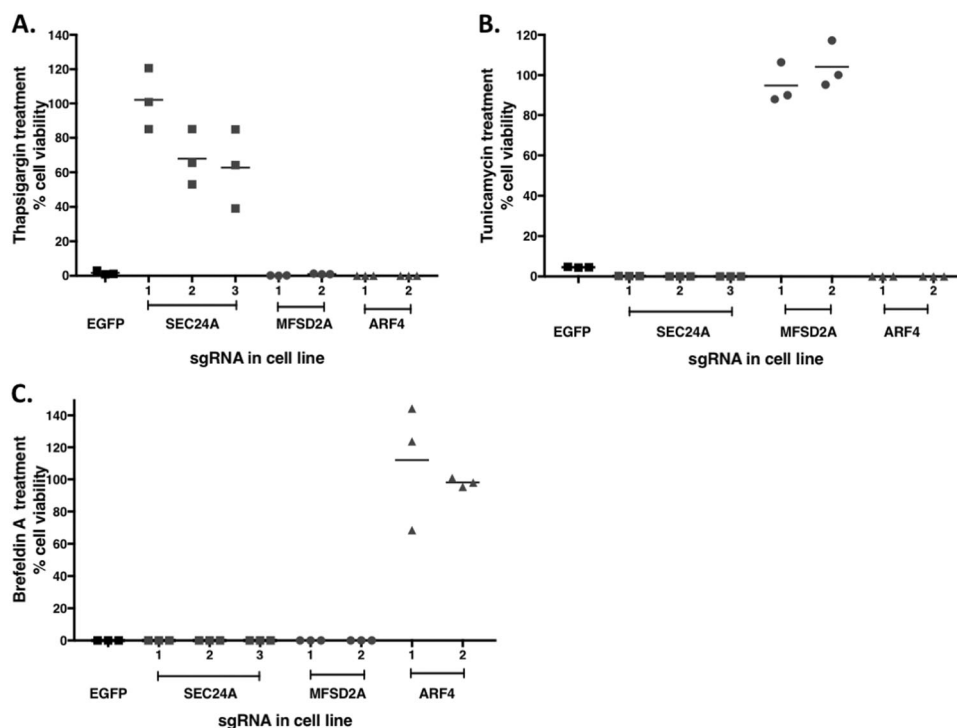 A.
Thapsigargin treatment
% cell viability
140
120
100
80
60
40
20
0
1
2
3
1
2
1
2
EGFP
SEC24A
MFSD2A
ARF4
sgRNA in cell line
B.
Tunicamycin treatment
% cell viability
120
100
80
60
40
20
0
1
2
3
1
2
1
2
EGFP
SEC24A
MFSD2A
ARF4
sgRNA in cell line
C.
Brefeldin A treatment
% cell viability
140
120
100
80
60
40
20
0
1
2
3
1
2
1
2
EGFP
SEC24A
MFSD2A
ARF4
sgRNA in cell line